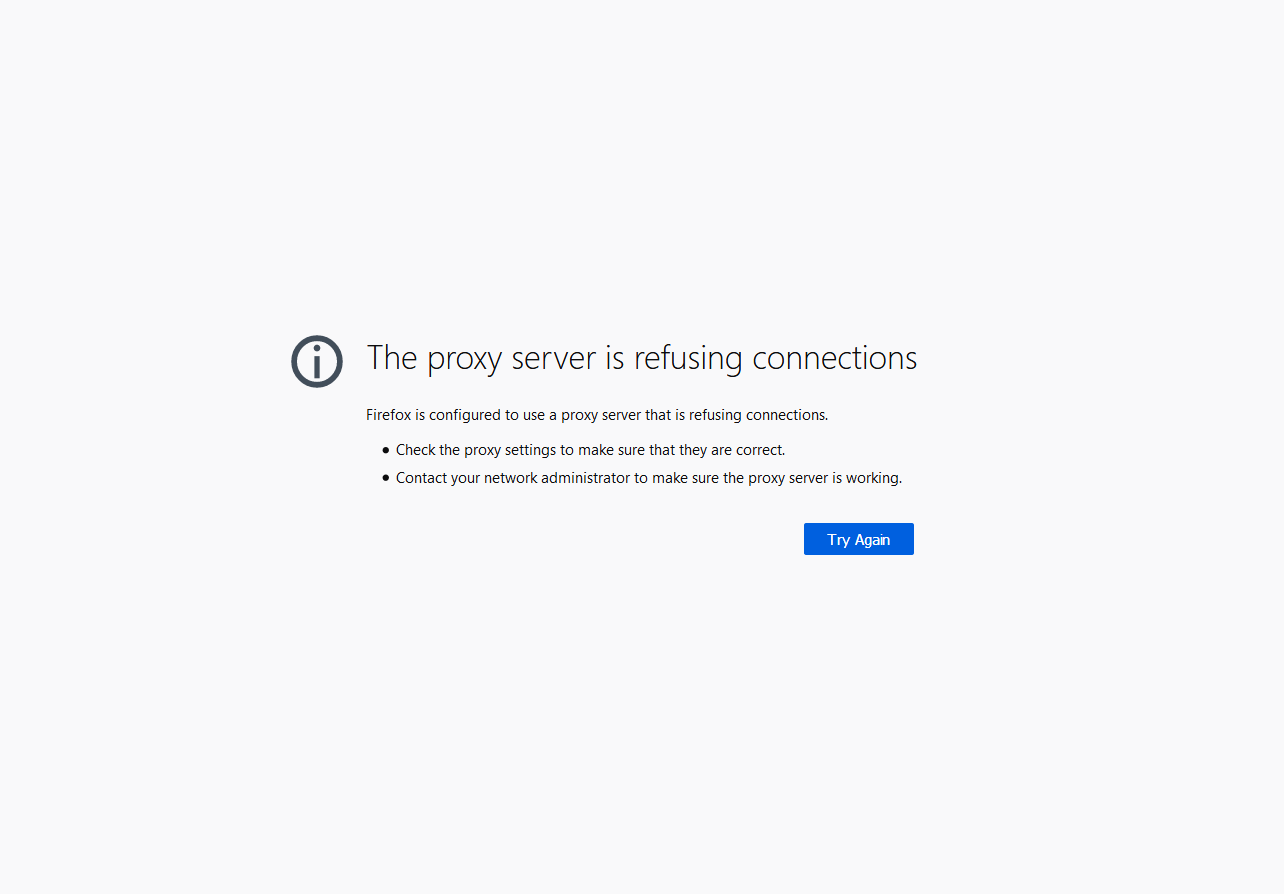 The proxy server is refusing connections
Firefox is configured to use a proxy server that is refusing connections.
Check the proxy settings to make sure that they are correct.
Contact your network administrator to make sure the proxy server is working.
Try Again